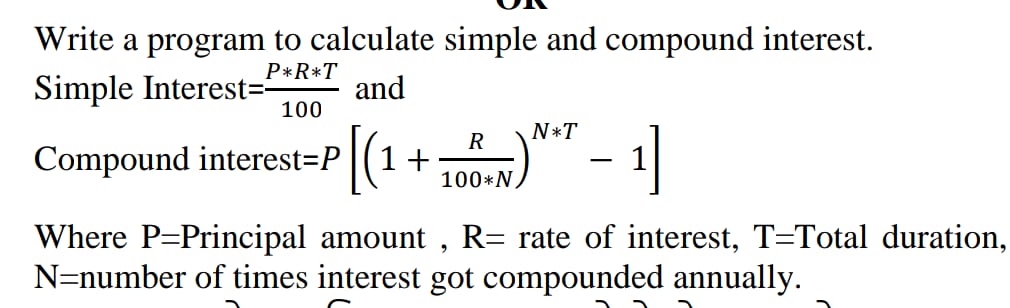 OR
Write a program to calculate simple and compound interest.
Simple Interest=\frac{P*R*T}{100} and
Compound interest=P\left[\left(1+\frac{R}{100*N}\right)^{N*T}-1\right]
Where P=Principal amount , R= rate of interest, T=Total duration,
N=number of times interest got compounded annually.